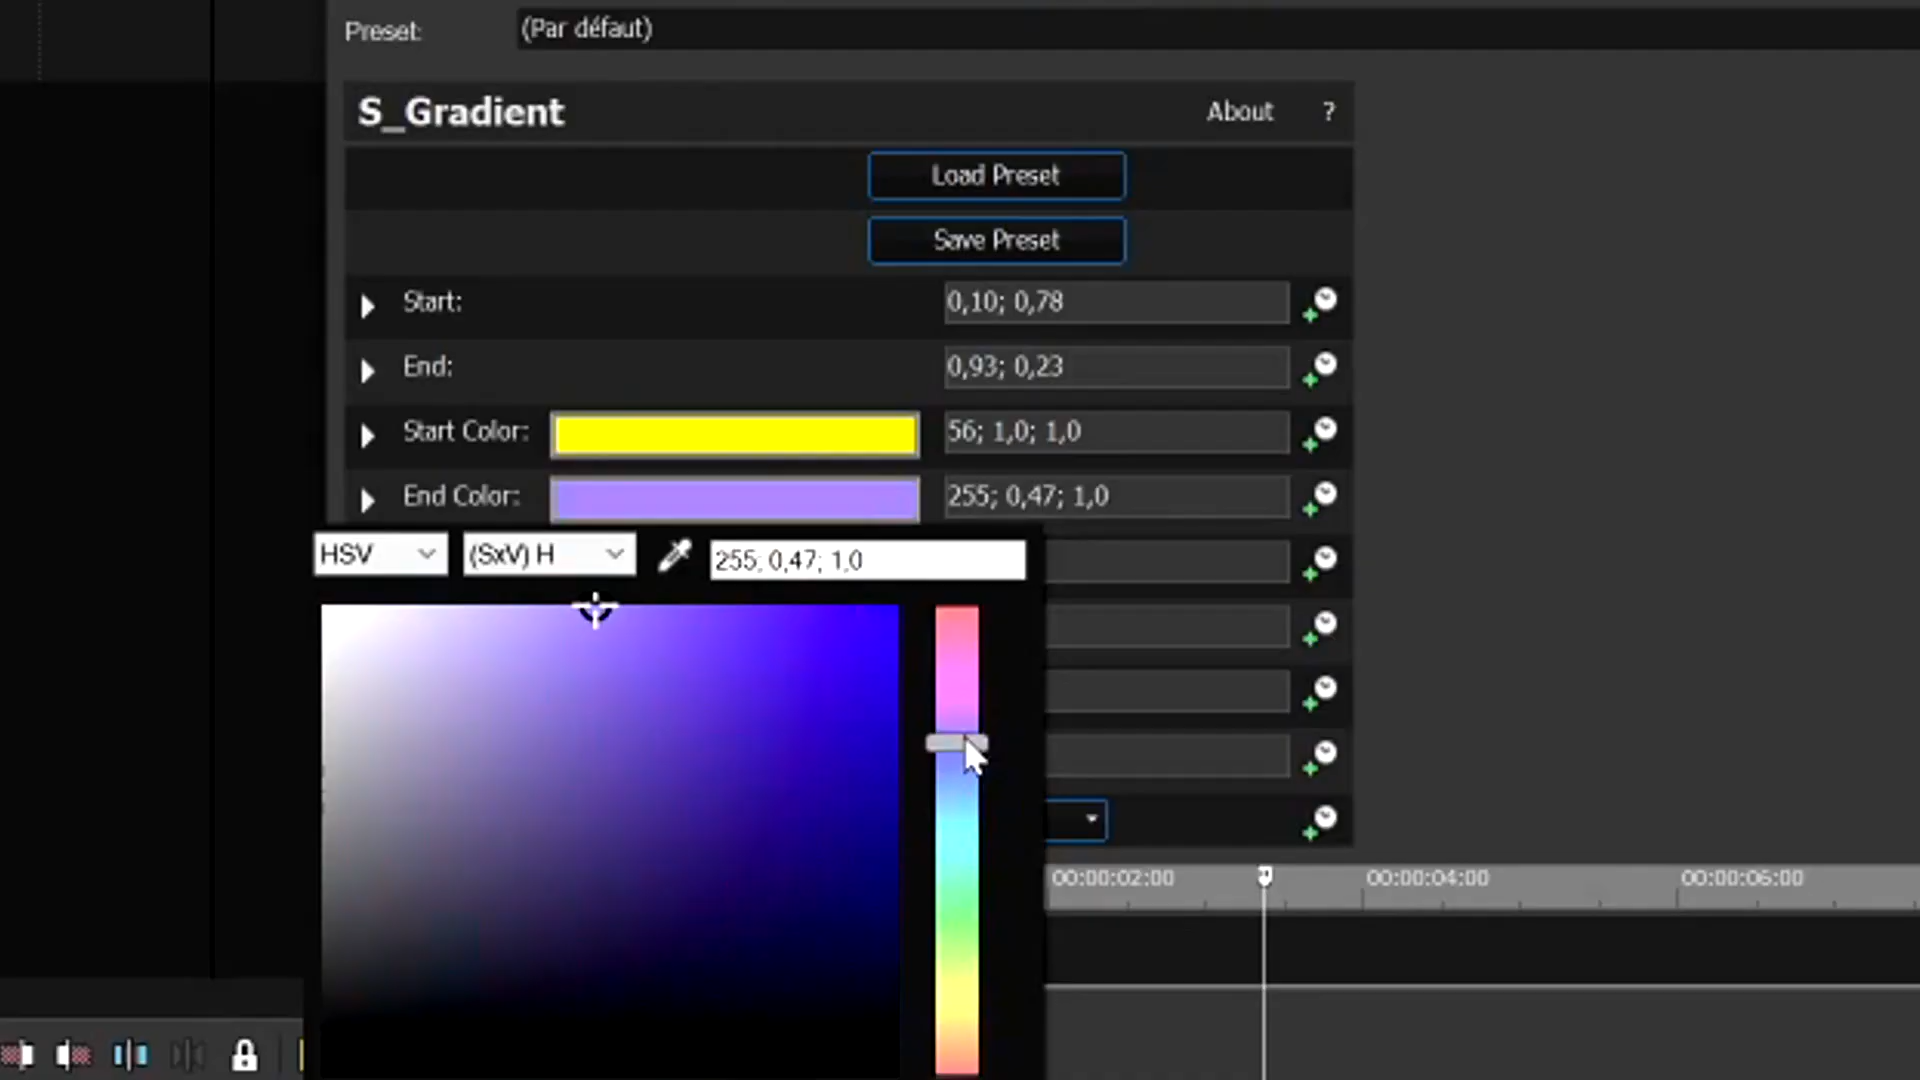 Preset: (Par défaut)
S_Gradient About ?
Load Preset
Save Preset
Start: 0,10; 0,78
End: 0,93; 0,23
Start Color: 56; 1,0; 1,0
End Color: 255; 0,47; 1,0
HSV (SxV) H 255; 0,47; 1,0
00:00:02:00 00:00:04:00 00:00:06:00